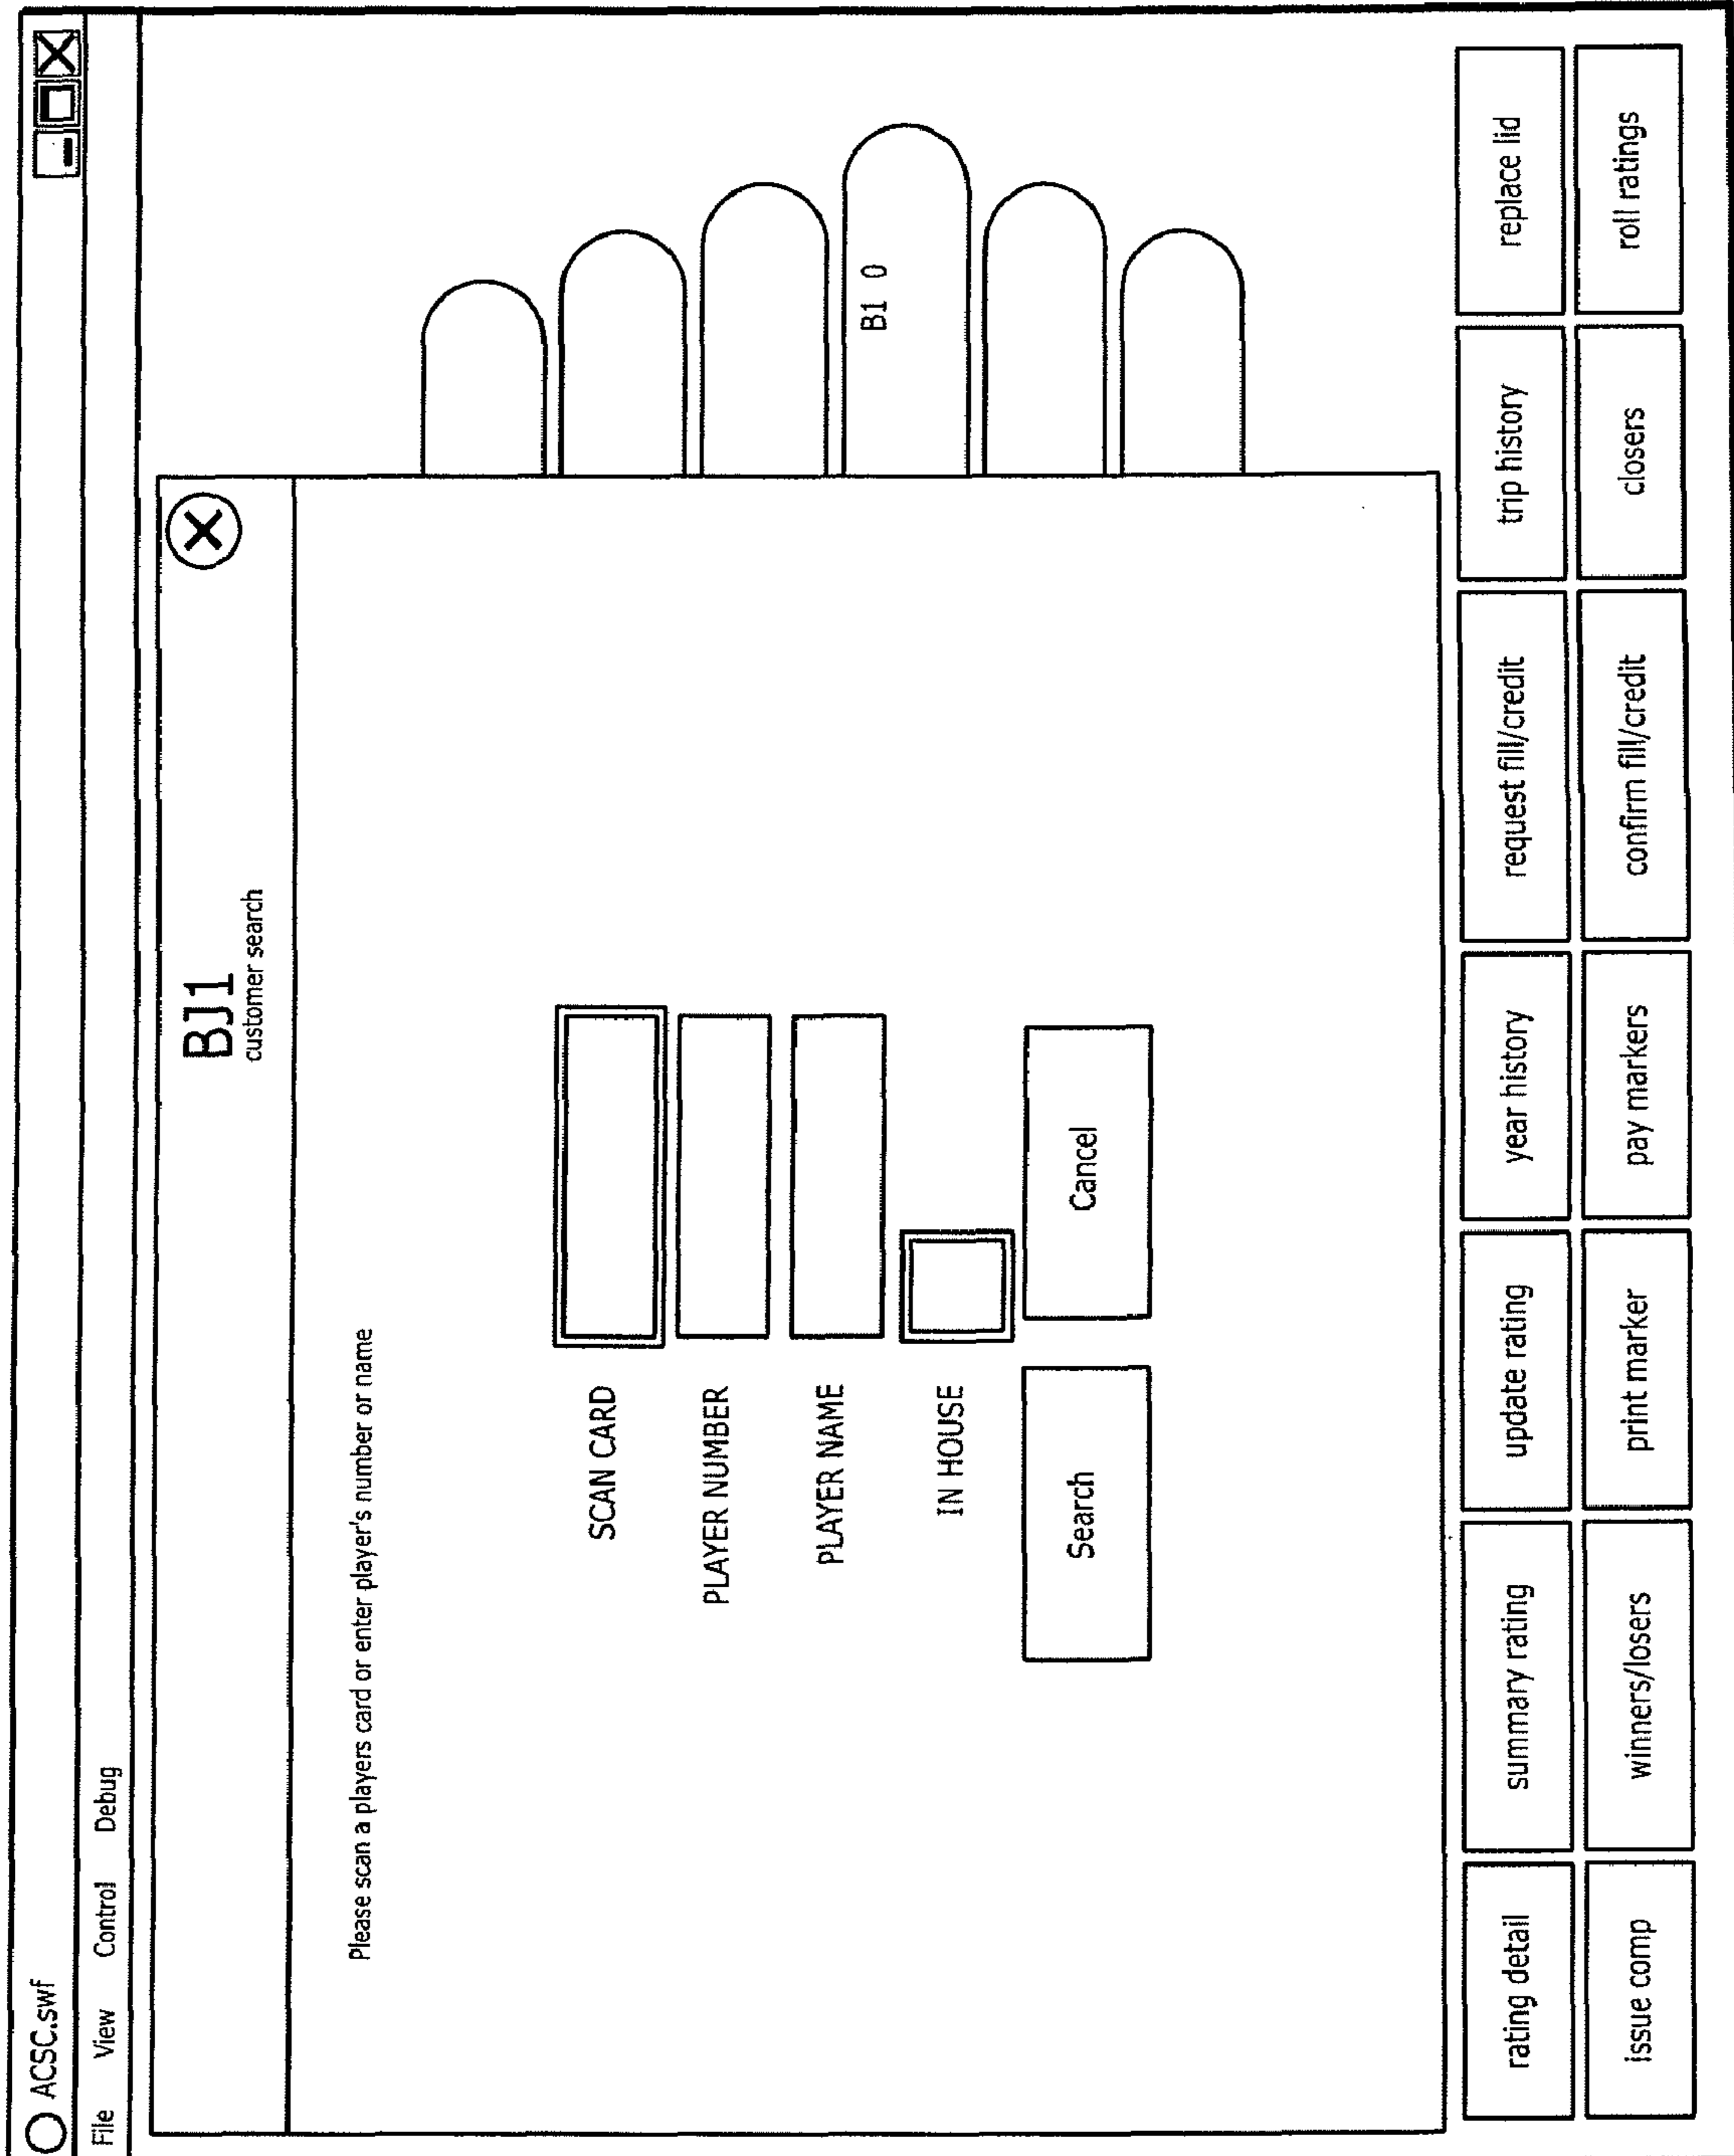 ACSC.swf
File View Control Debug
BJ1
customer search
Please scan a players card or enter player's number or name
SCAN CARD
PLAYER NUMBER
PLAYER NAME
IN HOUSE
Search Cancel
B1 0
rating detail summary rating update rating year history request fill/credit trip history replace lid
issue comp winners/losers print marker pay markers confirm fill/credit closers roll ratings